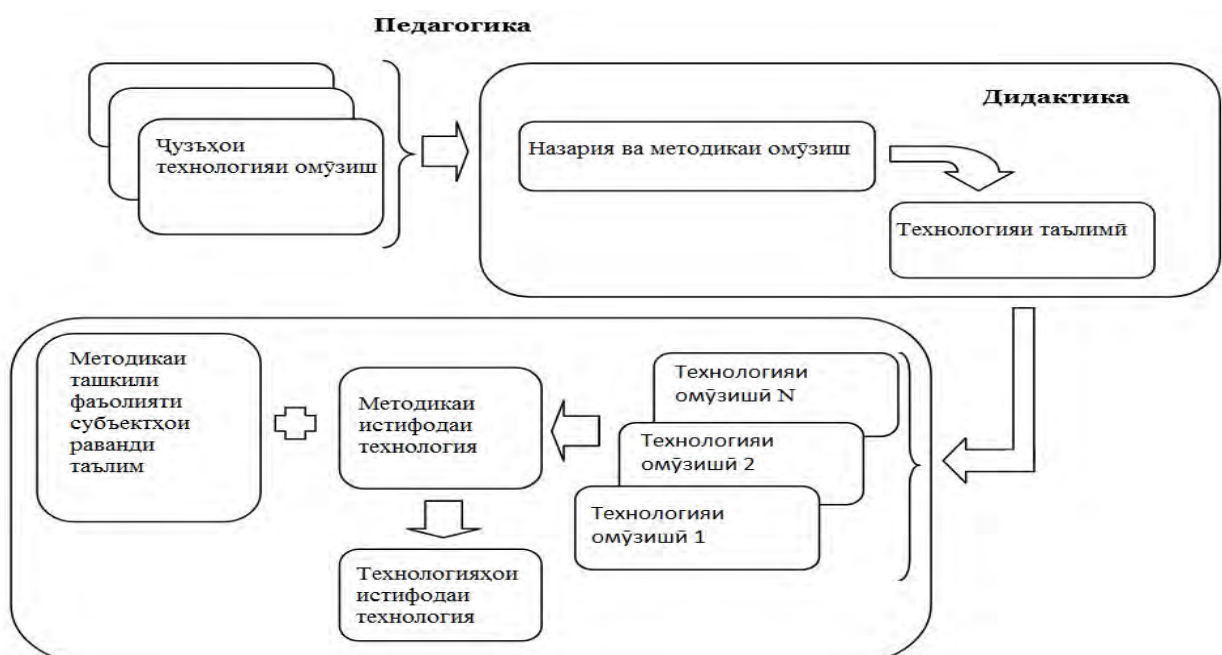 Педагогика
Дидактика
Ҷузъҳои
технологияи омӯзиш
Назария ва методикаи омӯзиш
Технологияи таълимӣ
Методикаи
ташкили
фаъолияти
субъектҳои
раванди
таълим
Методикаи
истифодаи
технология
Технологияи
омӯзишӣ N
Технологияи
омӯзишӣ 2
Технологияи
омӯзишӣ 1
Технологияҳои
истифодаи
технология